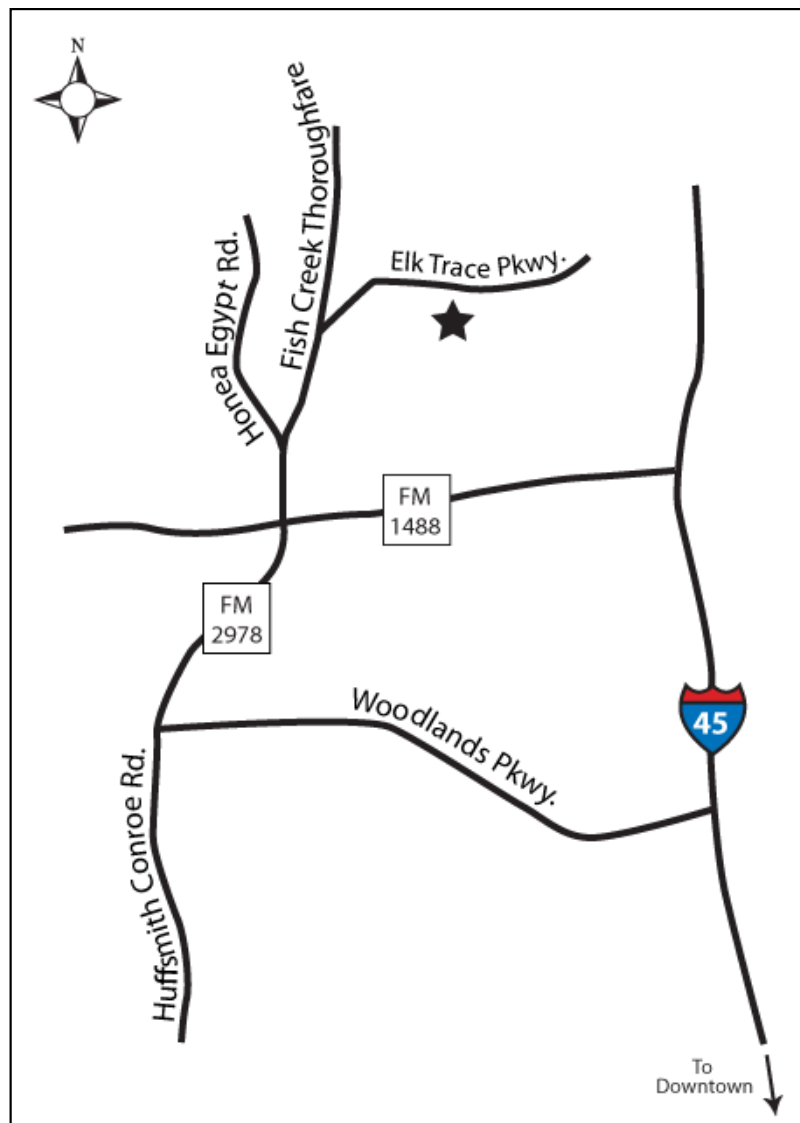 N
Fish Creek Thoroughfare
Honea Egypt Rd.
Elk Trace Pkwy.
FM
1488
FM
2978
Woodlands Pkwy.
45
Huffsmith Conroe Rd.
To
Downtown